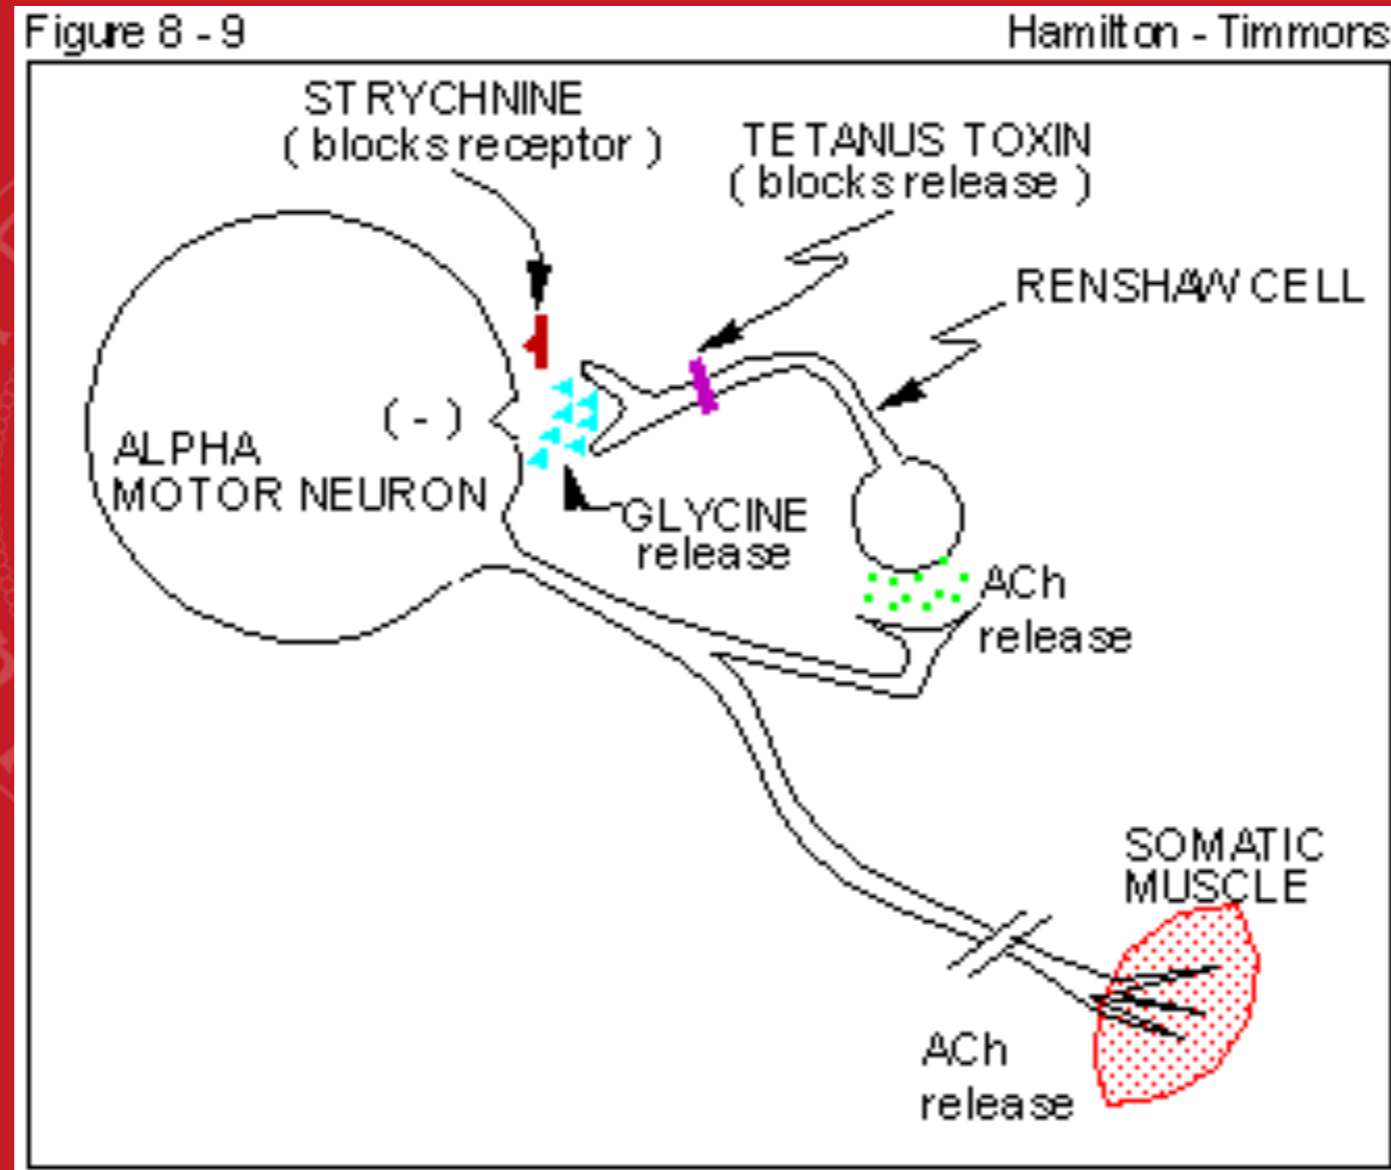 Figure 8 - 9
Hamilton - Timmons
STRYCHNINE
( blocks receptor )
TETANUS TOXIN
( blocks release )
RENSHAW CELL
( - )
ALPHA
MOTOR NEURON
GLYCINE
release
ACh
release
SOMATIC
MUSCLE
ACh
release